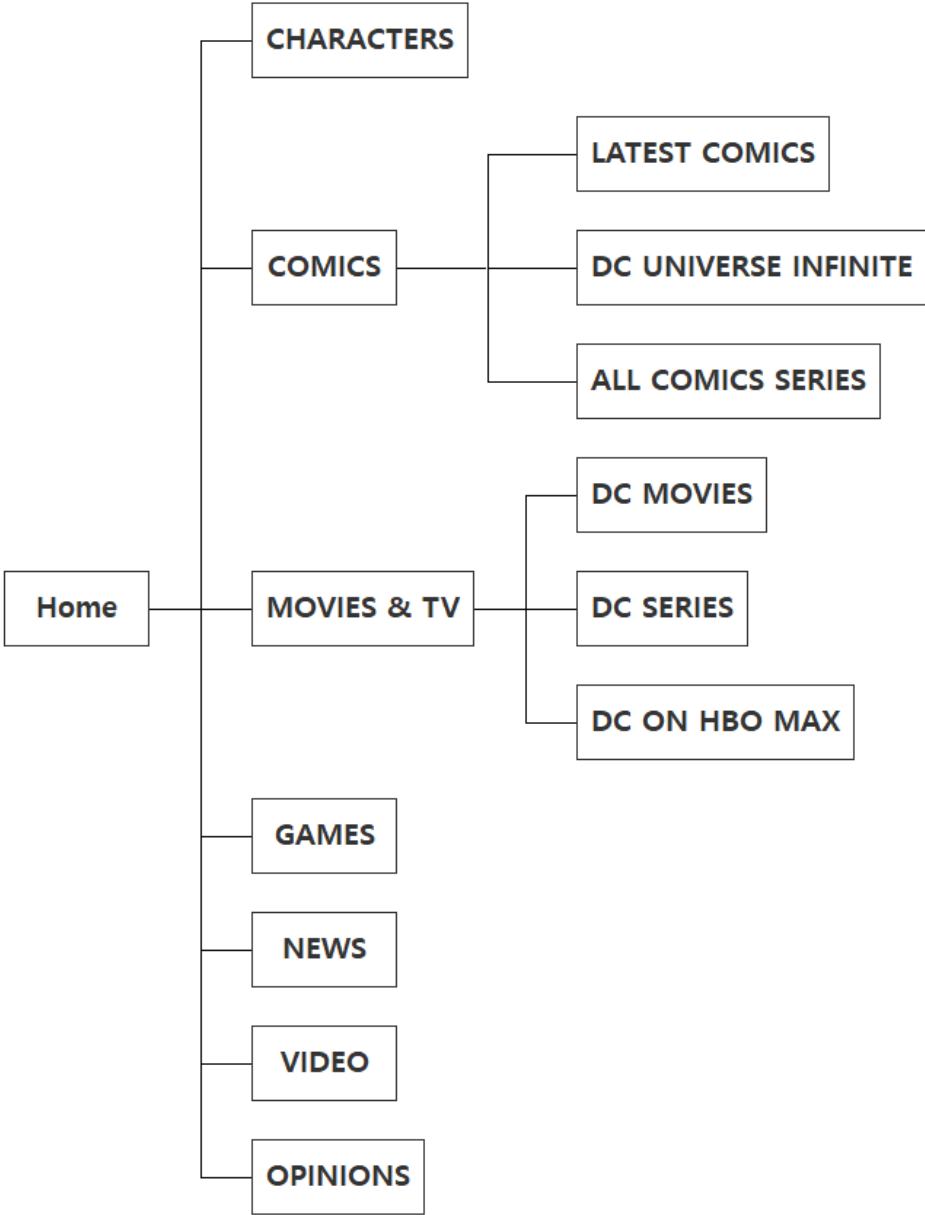 CHARACTERS
LATEST COMICS
COMICS
DC UNIVERSE INFINITE
ALL COMICS SERIES
DC MOVIES
Home
MOVIES & TV
DC SERIES
DC ON HBO MAX
GAMES
NEWS
VIDEO
OPINIONS